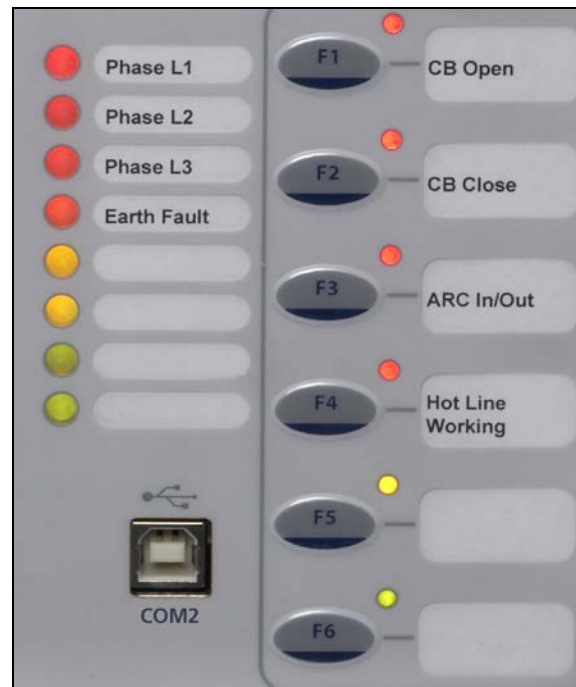 Phase L1
Phase L2
Phase L3
Earth Fault
COM2
F1
CB Open
F2
CB Close
F3
ARC In/Out
F4
Hot Line
Working
F5
F6